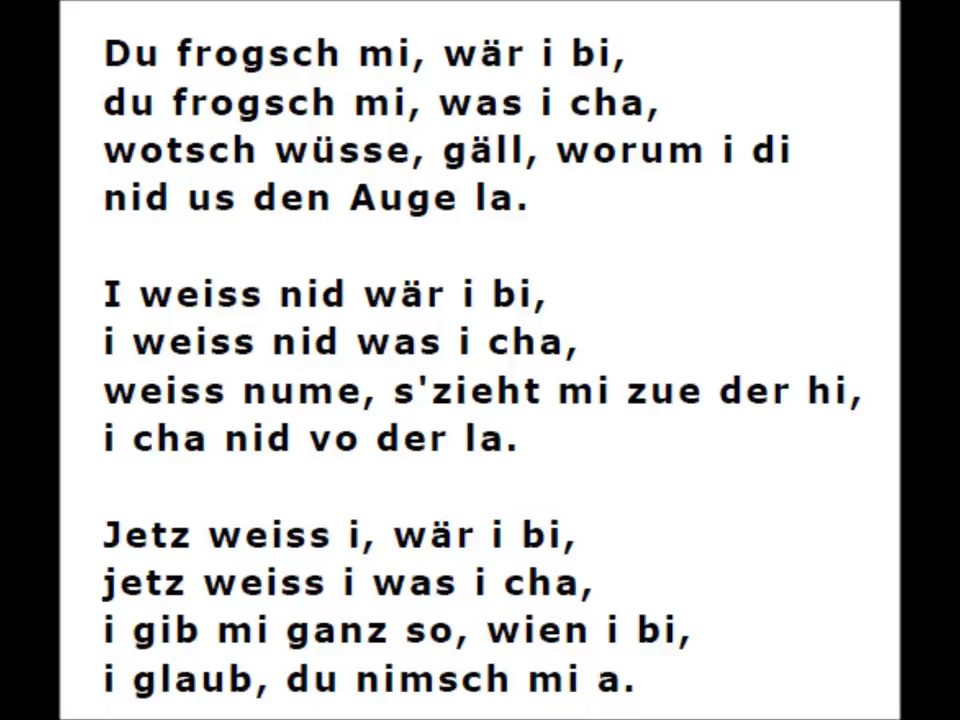 Du frogsch mi, wär i bi,
du frogsch mi, was i cha,
wotsch wüsse, gäll, worum i di
nid us den Auge la.
I weiss nid wär i bi,
i weiss nid was i cha,
weiss nume, s'zieht mi zue der hi,
i cha nid vo der la.
Jetz weiss i, wär i bi,
jetz weiss i was i cha,
i gib mi ganz so, wien i bi,
i glaub, du nimsch mi a.